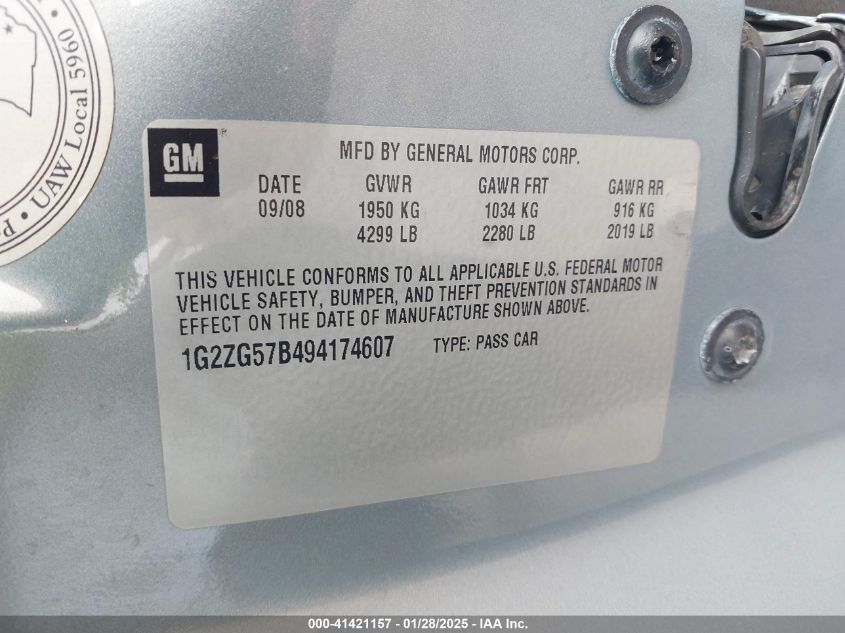 UAW Local 5960 •
GM
MFD BY GENERAL MOTORS CORP.
DATE GVWR GAWR FRT GAWR RR
09/08 1950 KG 1034 KG 916 KG
4299 LB 2280 LB 2019 LB
THIS VEHICLE CONFORMS TO ALL APPLICABLE U.S. FEDERAL MOTOR
VEHICLE SAFETY, BUMPER, AND THEFT PREVENTION STANDARDS IN
EFFECT ON THE DATE OF MANUFACTURE SHOWN ABOVE.
1G2ZG57B494174607 TYPE: PASS CAR
000-41421157 - 01/28/2025 - IAA Inc.